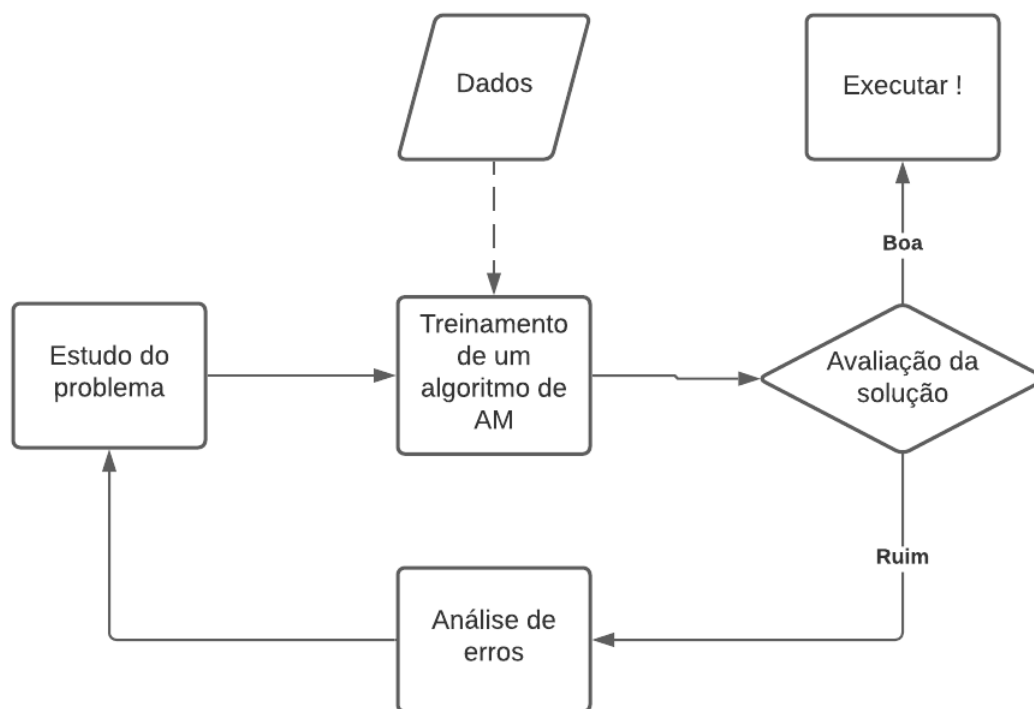 Dados
Executar !
Boa
Estudo do
problema
Treinamento
de um
algoritmo de
AM
Avaliação da
solução
Ruim
Análise de
erros